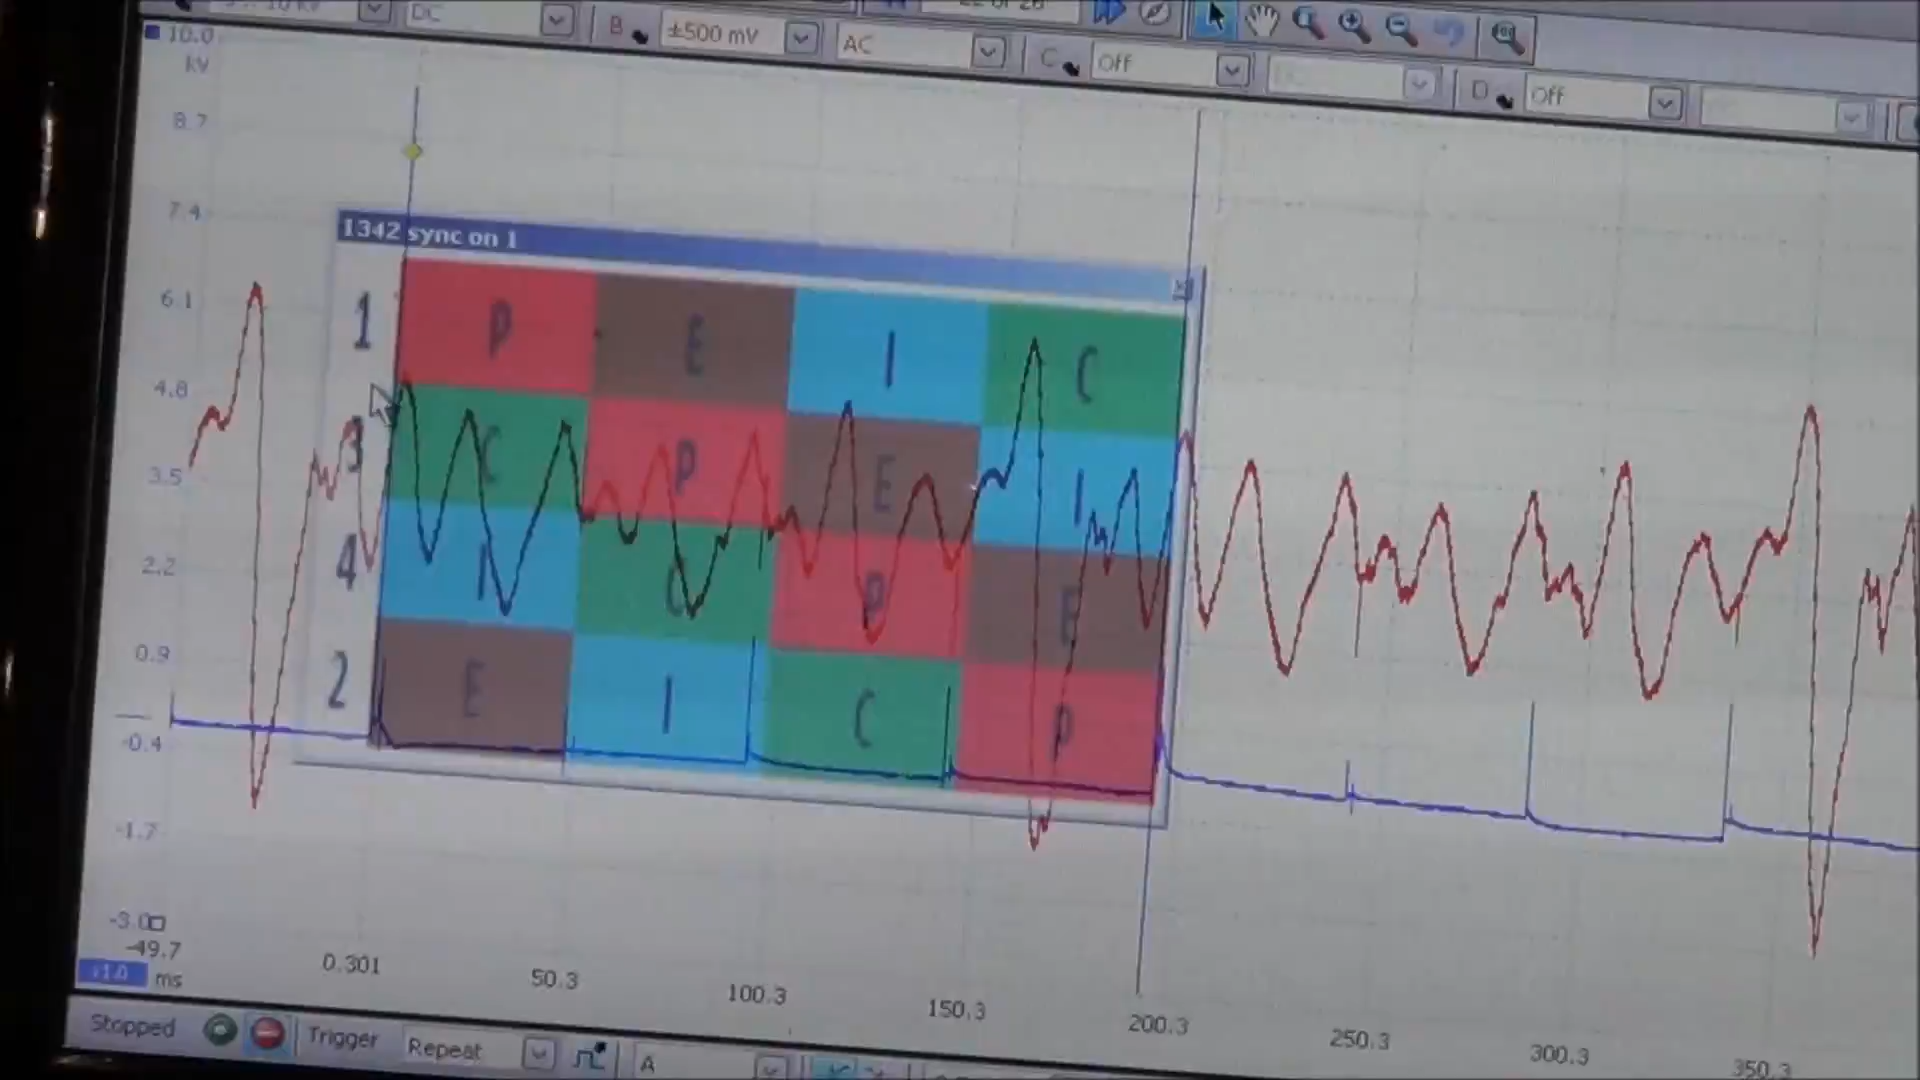 DC
B ±500 mV AC C Off D Off
10.0
kV
8.7
7.4
6.1
4.8
3.5
2.2
0.9
-0.4
-1.7
-3.0
-49.7
1342 sync on 1
1 P E I C
3 C P E I
4 I C P E
2 E I C P
x1.0 ms 0.301 50.3 100.3 150.3 200.3 250.3 300.3 350.3
Stopped Trigger Repeat A